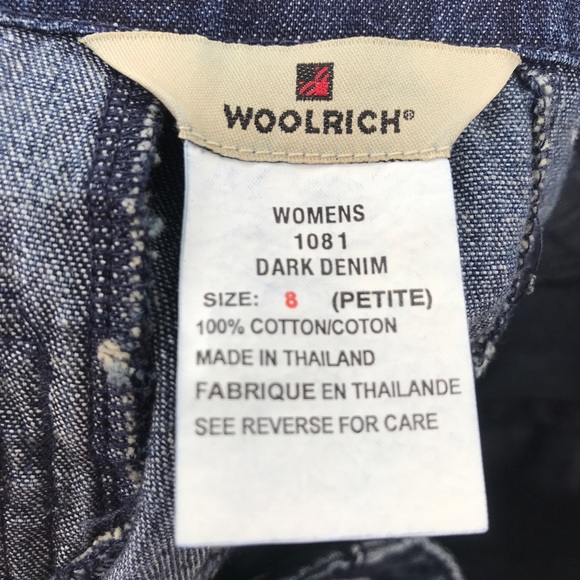 WOOLRICH®
WOMENS
1081
DARK DENIM
SIZE: 8 (PETITE)
100% COTTON/COTON
MADE IN THAILAND
FABRIQUE EN THAILANDE
SEE REVERSE FOR CARE